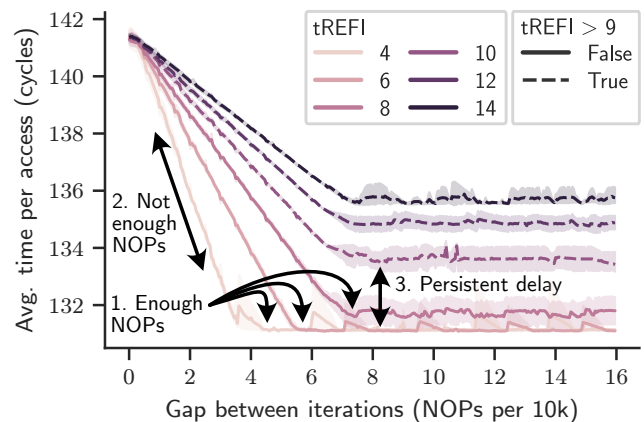 tREFI
4
6
8
10
12
14
tREFI > 9
False
True
142
140
138
136
134
132
Avg. time per access (cycles)
2. Not
enough
NOPs
1. Enough
NOPs
3. Persistent delay
0 2 4 6 8 10 12 14 16
Gap between iterations (NOPs per 10k)